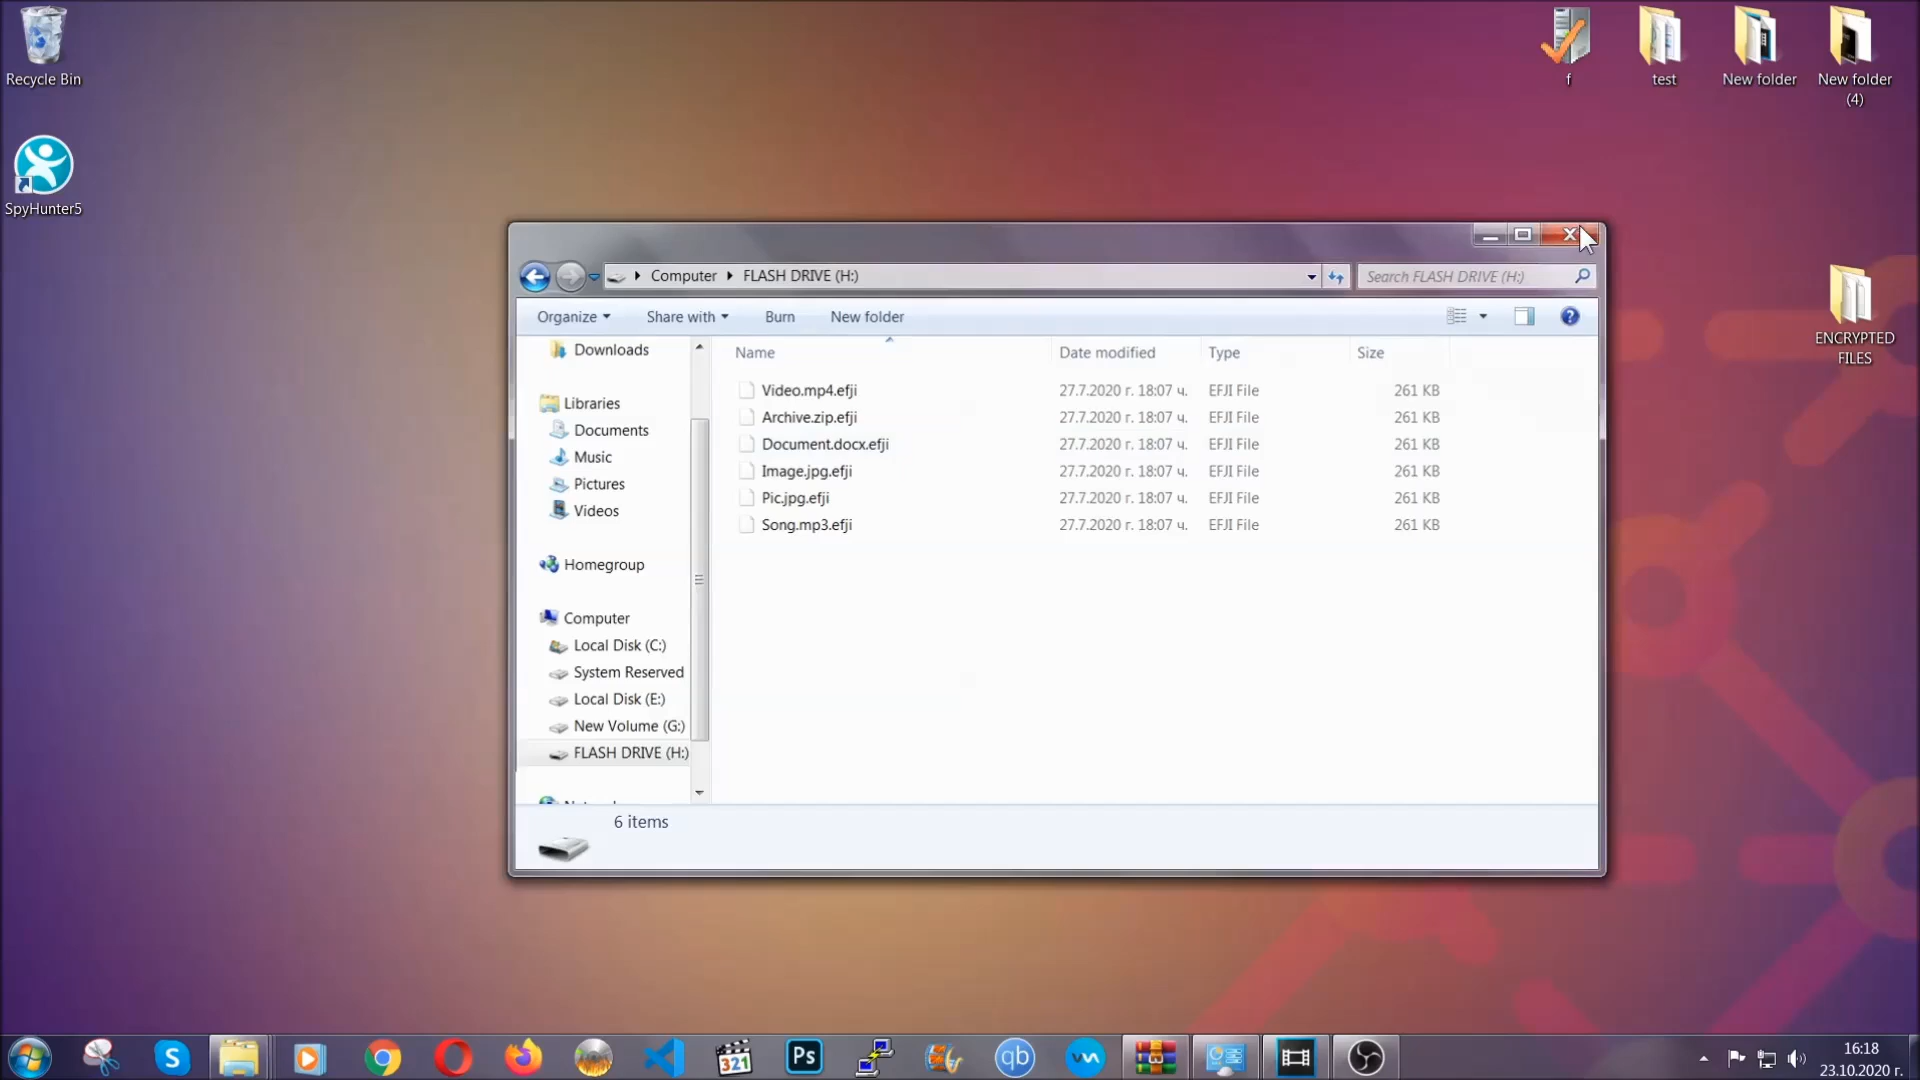 Recycle Bin
SpyHunter5
f
test
New folder
New folder
(4)
ENCRYPTED
FILES
Computer
FLASH DRIVE (H:)
Search FLASH DRIVE (H:)
Organize
Share with
Burn
New folder
Downloads
Libraries
Documents
Music
Pictures
Videos
Homegroup
Computer
Local Disk (C:)
System Reserved
Local Disk (E:)
New Volume (G:)
FLASH DRIVE (H:)
Name Date modified Type Size
Video.mp4.efji 27.7.2020 г. 18:07 ч. EFJI File 261 KB
Archive.zip.efji 27.7.2020 г. 18:07 ч. EFJI File 261 KB
Document.docx.efji 27.7.2020 г. 18:07 ч. EFJI File 261 KB
Image.jpg.efji 27.7.2020 г. 18:07 ч. EFJI File 261 KB
Pic.jpg.efji 27.7.2020 г. 18:07 ч. EFJI File 261 KB
Song.mp3.efji 27.7.2020 г. 18:07 ч. EFJI File 261 KB
6 items
S
321
Ps
qb
16:18
23.10.2020 г.